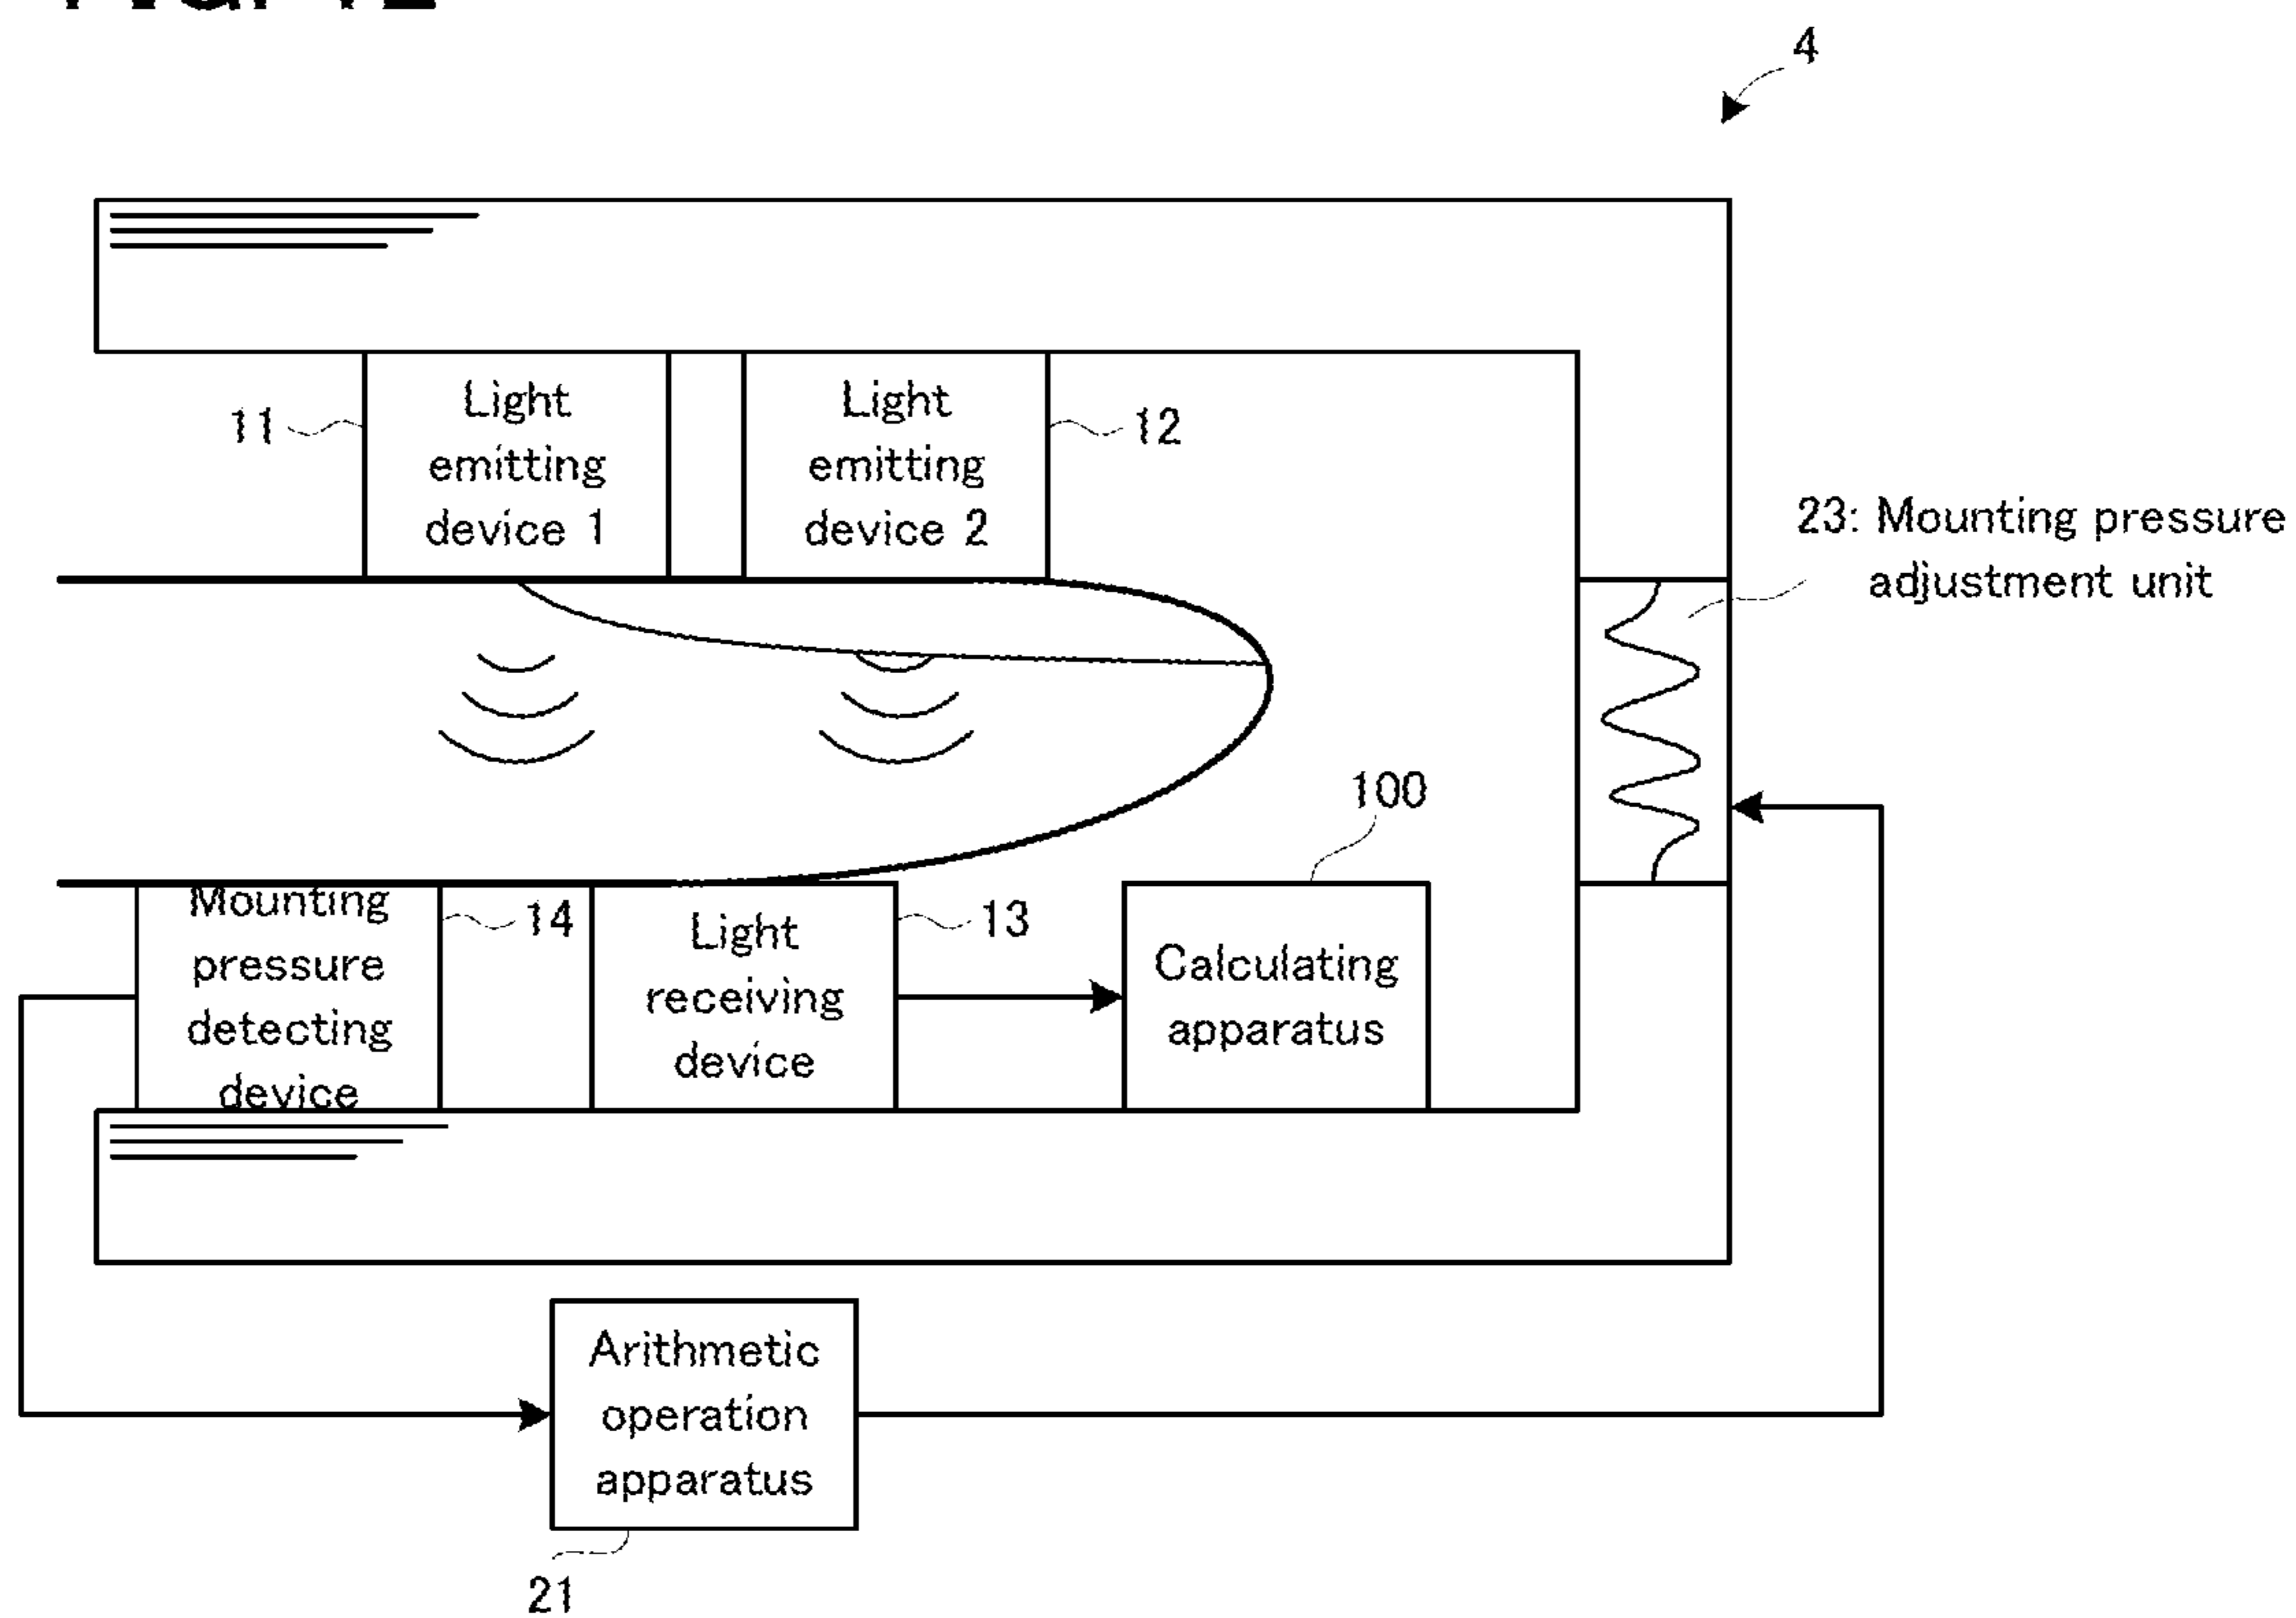 4
Light
emitting
device 1
Light
emitting
device 2
11
12
23: Mounting pressure
adjustment unit
100
Mounting
pressure
detecting
device
14
Light
receiving
device
13
Calculating
apparatus
Arithmetic
operation
apparatus
21